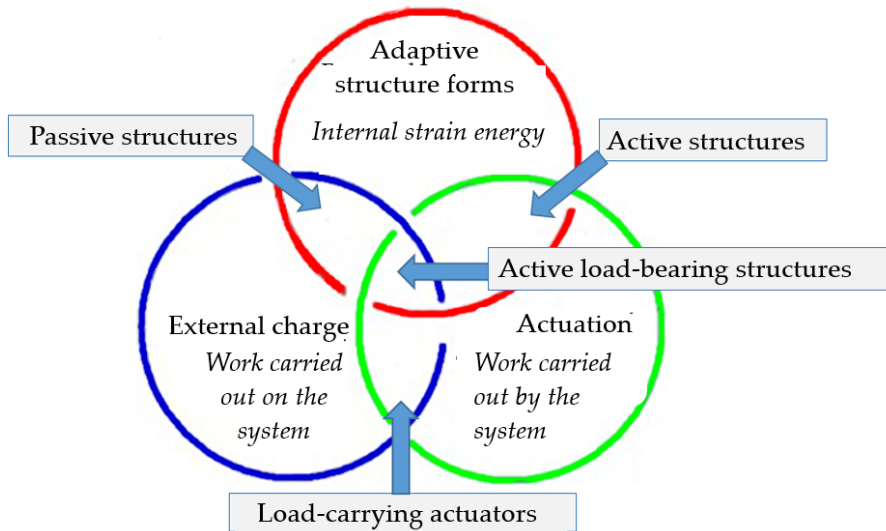 Adaptive
structure forms
Internal strain energy
Passive structures
Active structures
Active load-bearing structures
External charge
Work carried
out on the
system
Actuation
Work carried
out by the
system
Load-carrying actuators